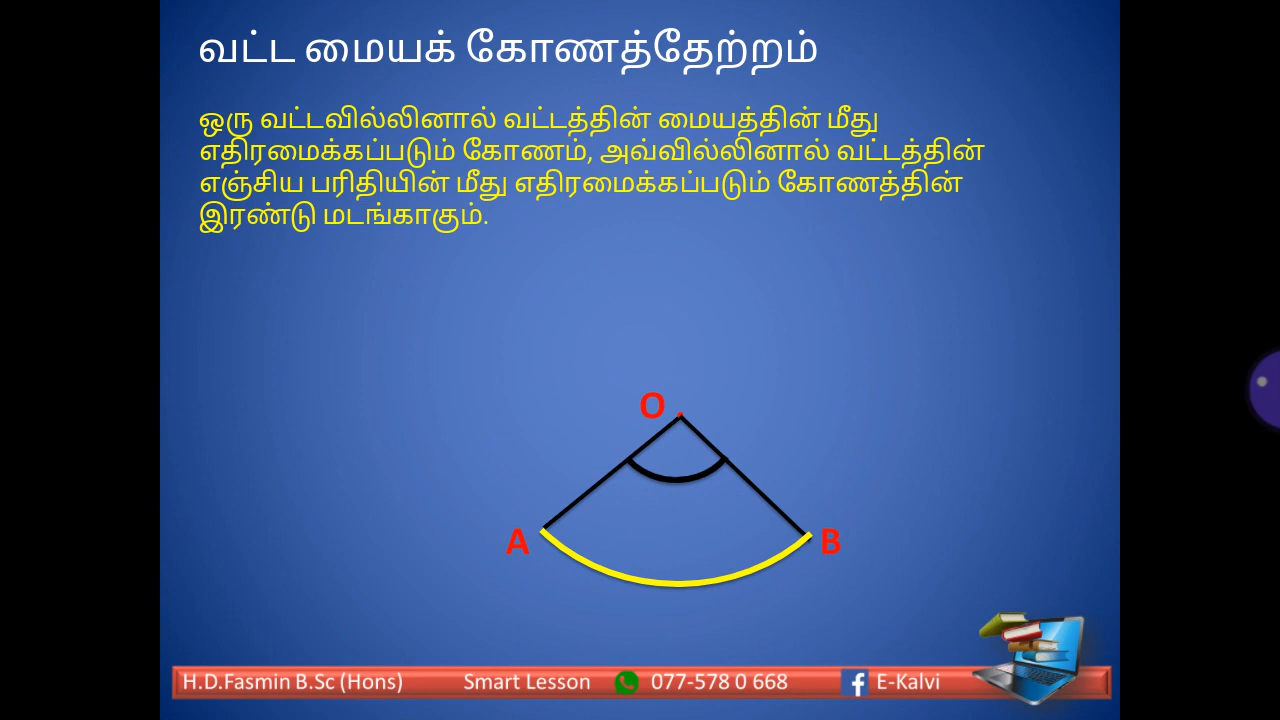 வட்ட மையக் கோணத்தேற்றம்
ஒரு வட்டவில்லினால் வட்டத்தின் மையத்தின் மீது
எதிரமைக்கப்படும் கோணம், அவ்வில்லினால் வட்டத்தின்
எஞ்சிய பரிதியின் மீது எதிரமைக்கப்படும் கோணத்தின்
இரண்டு மடங்காகும்.
O .
A B
H.D.Fasmin B.Sc (Hons) Smart Lesson 077-578 0 668 E-Kalvi